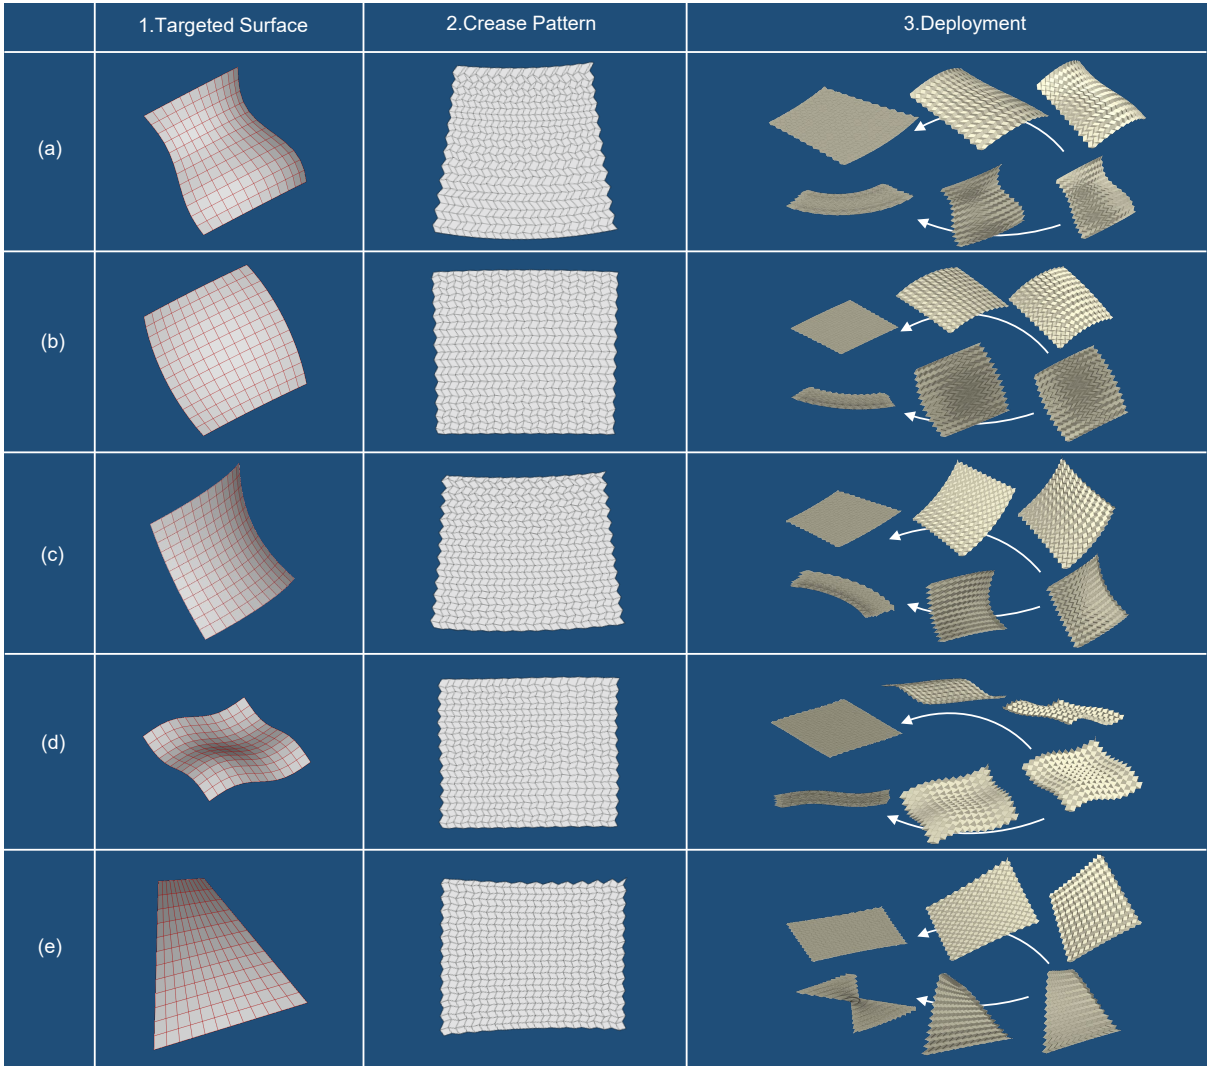 1.Targeted Surface
2.Crease Pattern
3.Deployment
(a)
(b)
(c)
(d)
(e)